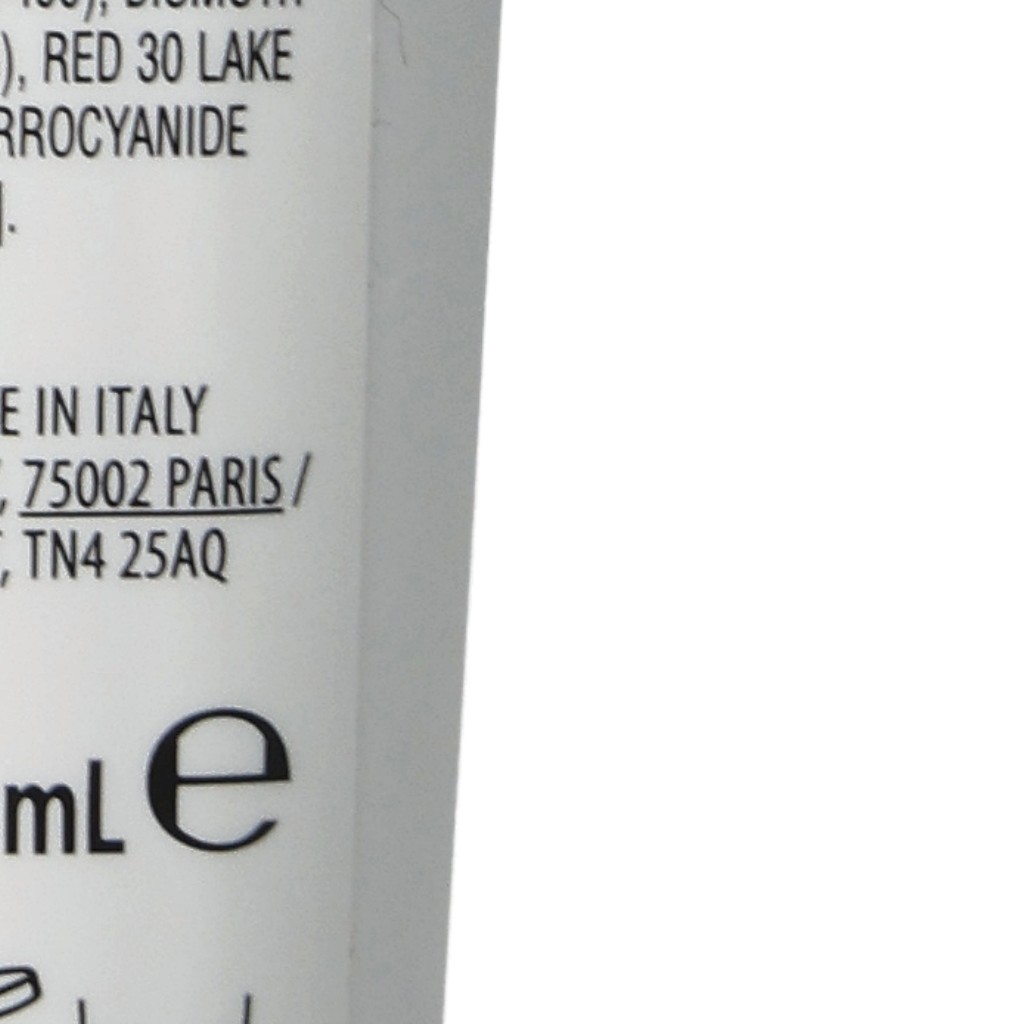 ), RED 30 LAKE
RROCYANIDE
].
E IN ITALY
, 75002 PARIS /
, TN4 25AQ
mL e